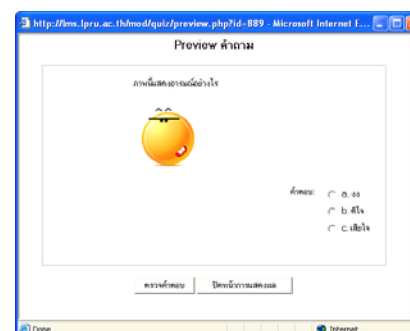 http://lms.lpru.ac.th/mod/quiz/preview.php?id=889 - Microsoft Internet E...
Preview คำถาม
ภาพนี้แสดงอารมณ์อย่างไร
คำตอบ:
a. งง
b. ดีใจ
c. เสียใจ
ตรวจคำตอบ
ปิดหน้าการแสดงผล
Done
Internet